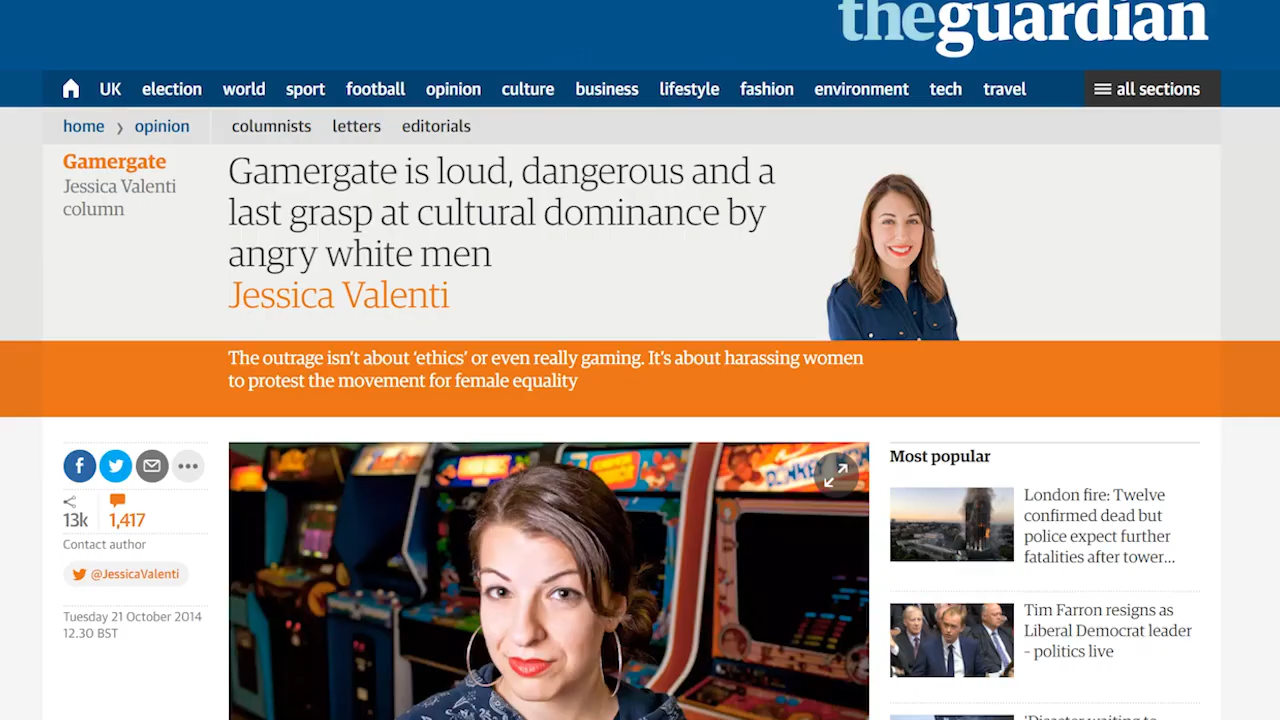 theguardian
UK election world sport football opinion culture business lifestyle fashion environment tech travel all sections
home › opinion columnists letters editorials
Gamergate
Jessica Valenti
column
Gamergate is loud, dangerous and a
last grasp at cultural dominance by
angry white men
Jessica Valenti
The outrage isn't about ‘ethics’ or even really gaming. It's about harassing women
to protest the movement for female equality
13k 1,417
Contact author
@JessicaValenti
Tuesday 21 October 2014
12.30 BST
DONKEY
Most popular
London fire: Twelve
confirmed dead but
police expect further
fatalities after tower...
Tim Farron resigns as
Liberal Democrat leader
– politics live
'Disaster waiting to